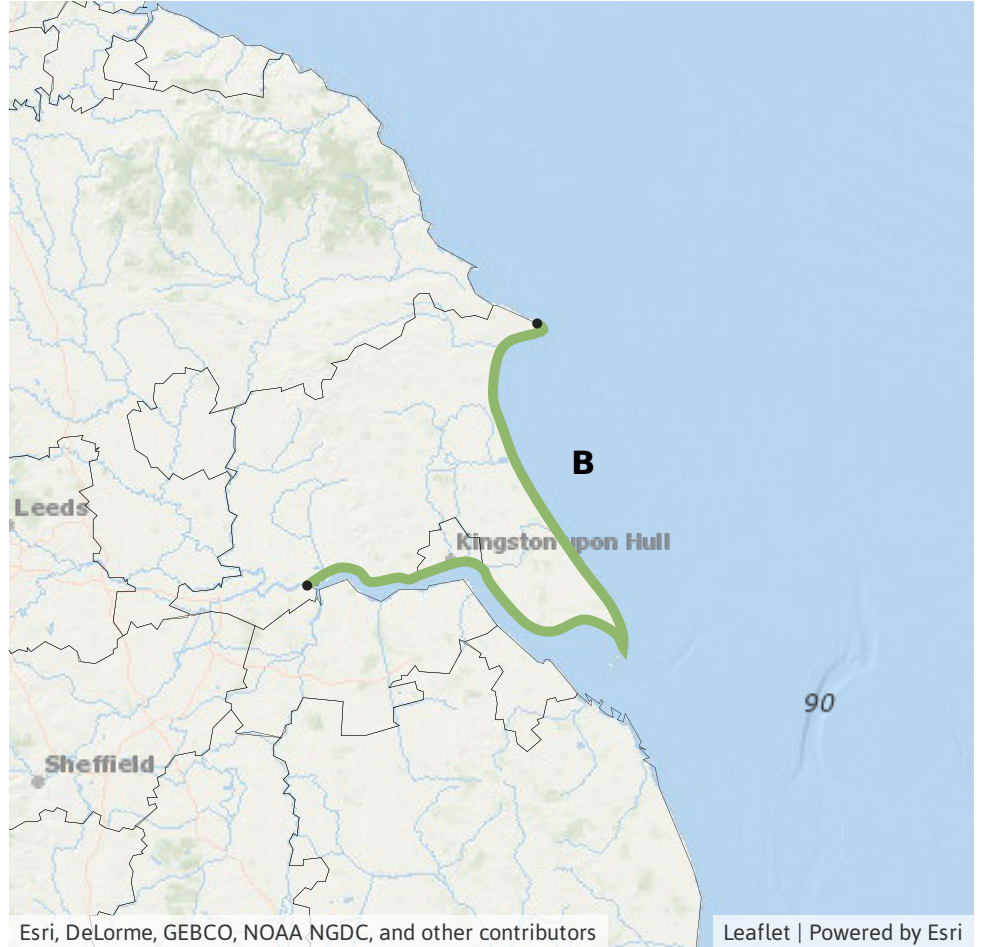 B
Leeds
Kingston upon Hull
90
Sheffield
Esri, DeLorme, GEBCO, NOAA NGDC, and other contributors
Leaflet | Powered by Esri